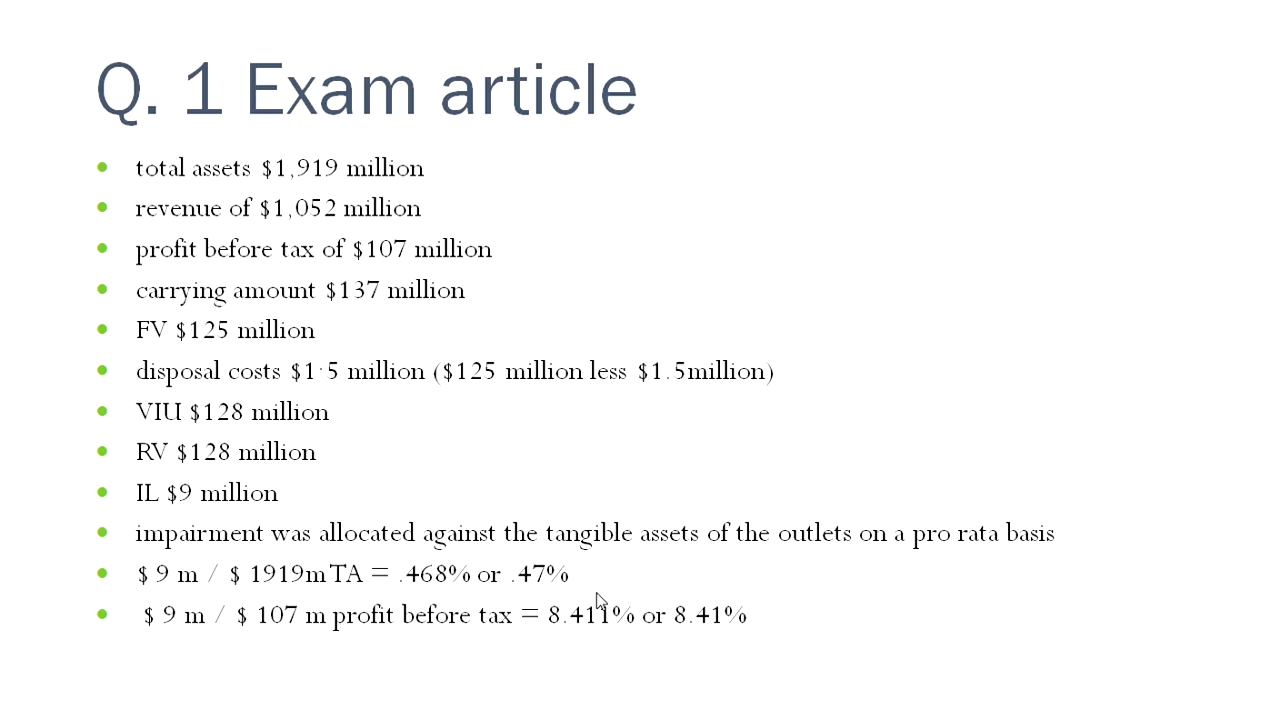 Q. 1 Exam article
• total assets $1,919 million
• revenue of $1,052 million
• profit before tax of $107 million
• carrying amount $137 million
• FV $125 million
• disposal costs $1·5 million ($125 million less $1.5million)
• VIU $128 million
• RV $128 million
• IL $9 million
• impairment was allocated against the tangible assets of the outlets on a pro rata basis
• $ 9 m / $ 1919mTA = .468% or .47%
• $ 9 m / $ 107 m profit before tax = 8.411% or 8.41%